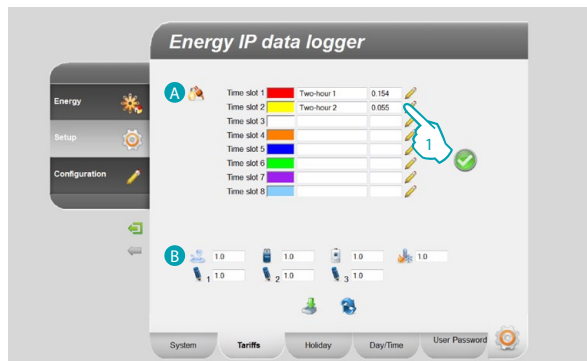 Energy IP data logger
Energy
Setup
Configuration
A
Time slot 1 Two-hour 1 0.154
Time slot 2 Two-hour 2 0.055
Time slot 3
Time slot 4
Time slot 5
Time slot 6
Time slot 7
Time slot 8
1
B 1.0 1.0 1.0 1.0
1 1.0 2 1.0 3 1.0
System Tariffs Holiday Day/Time User Password